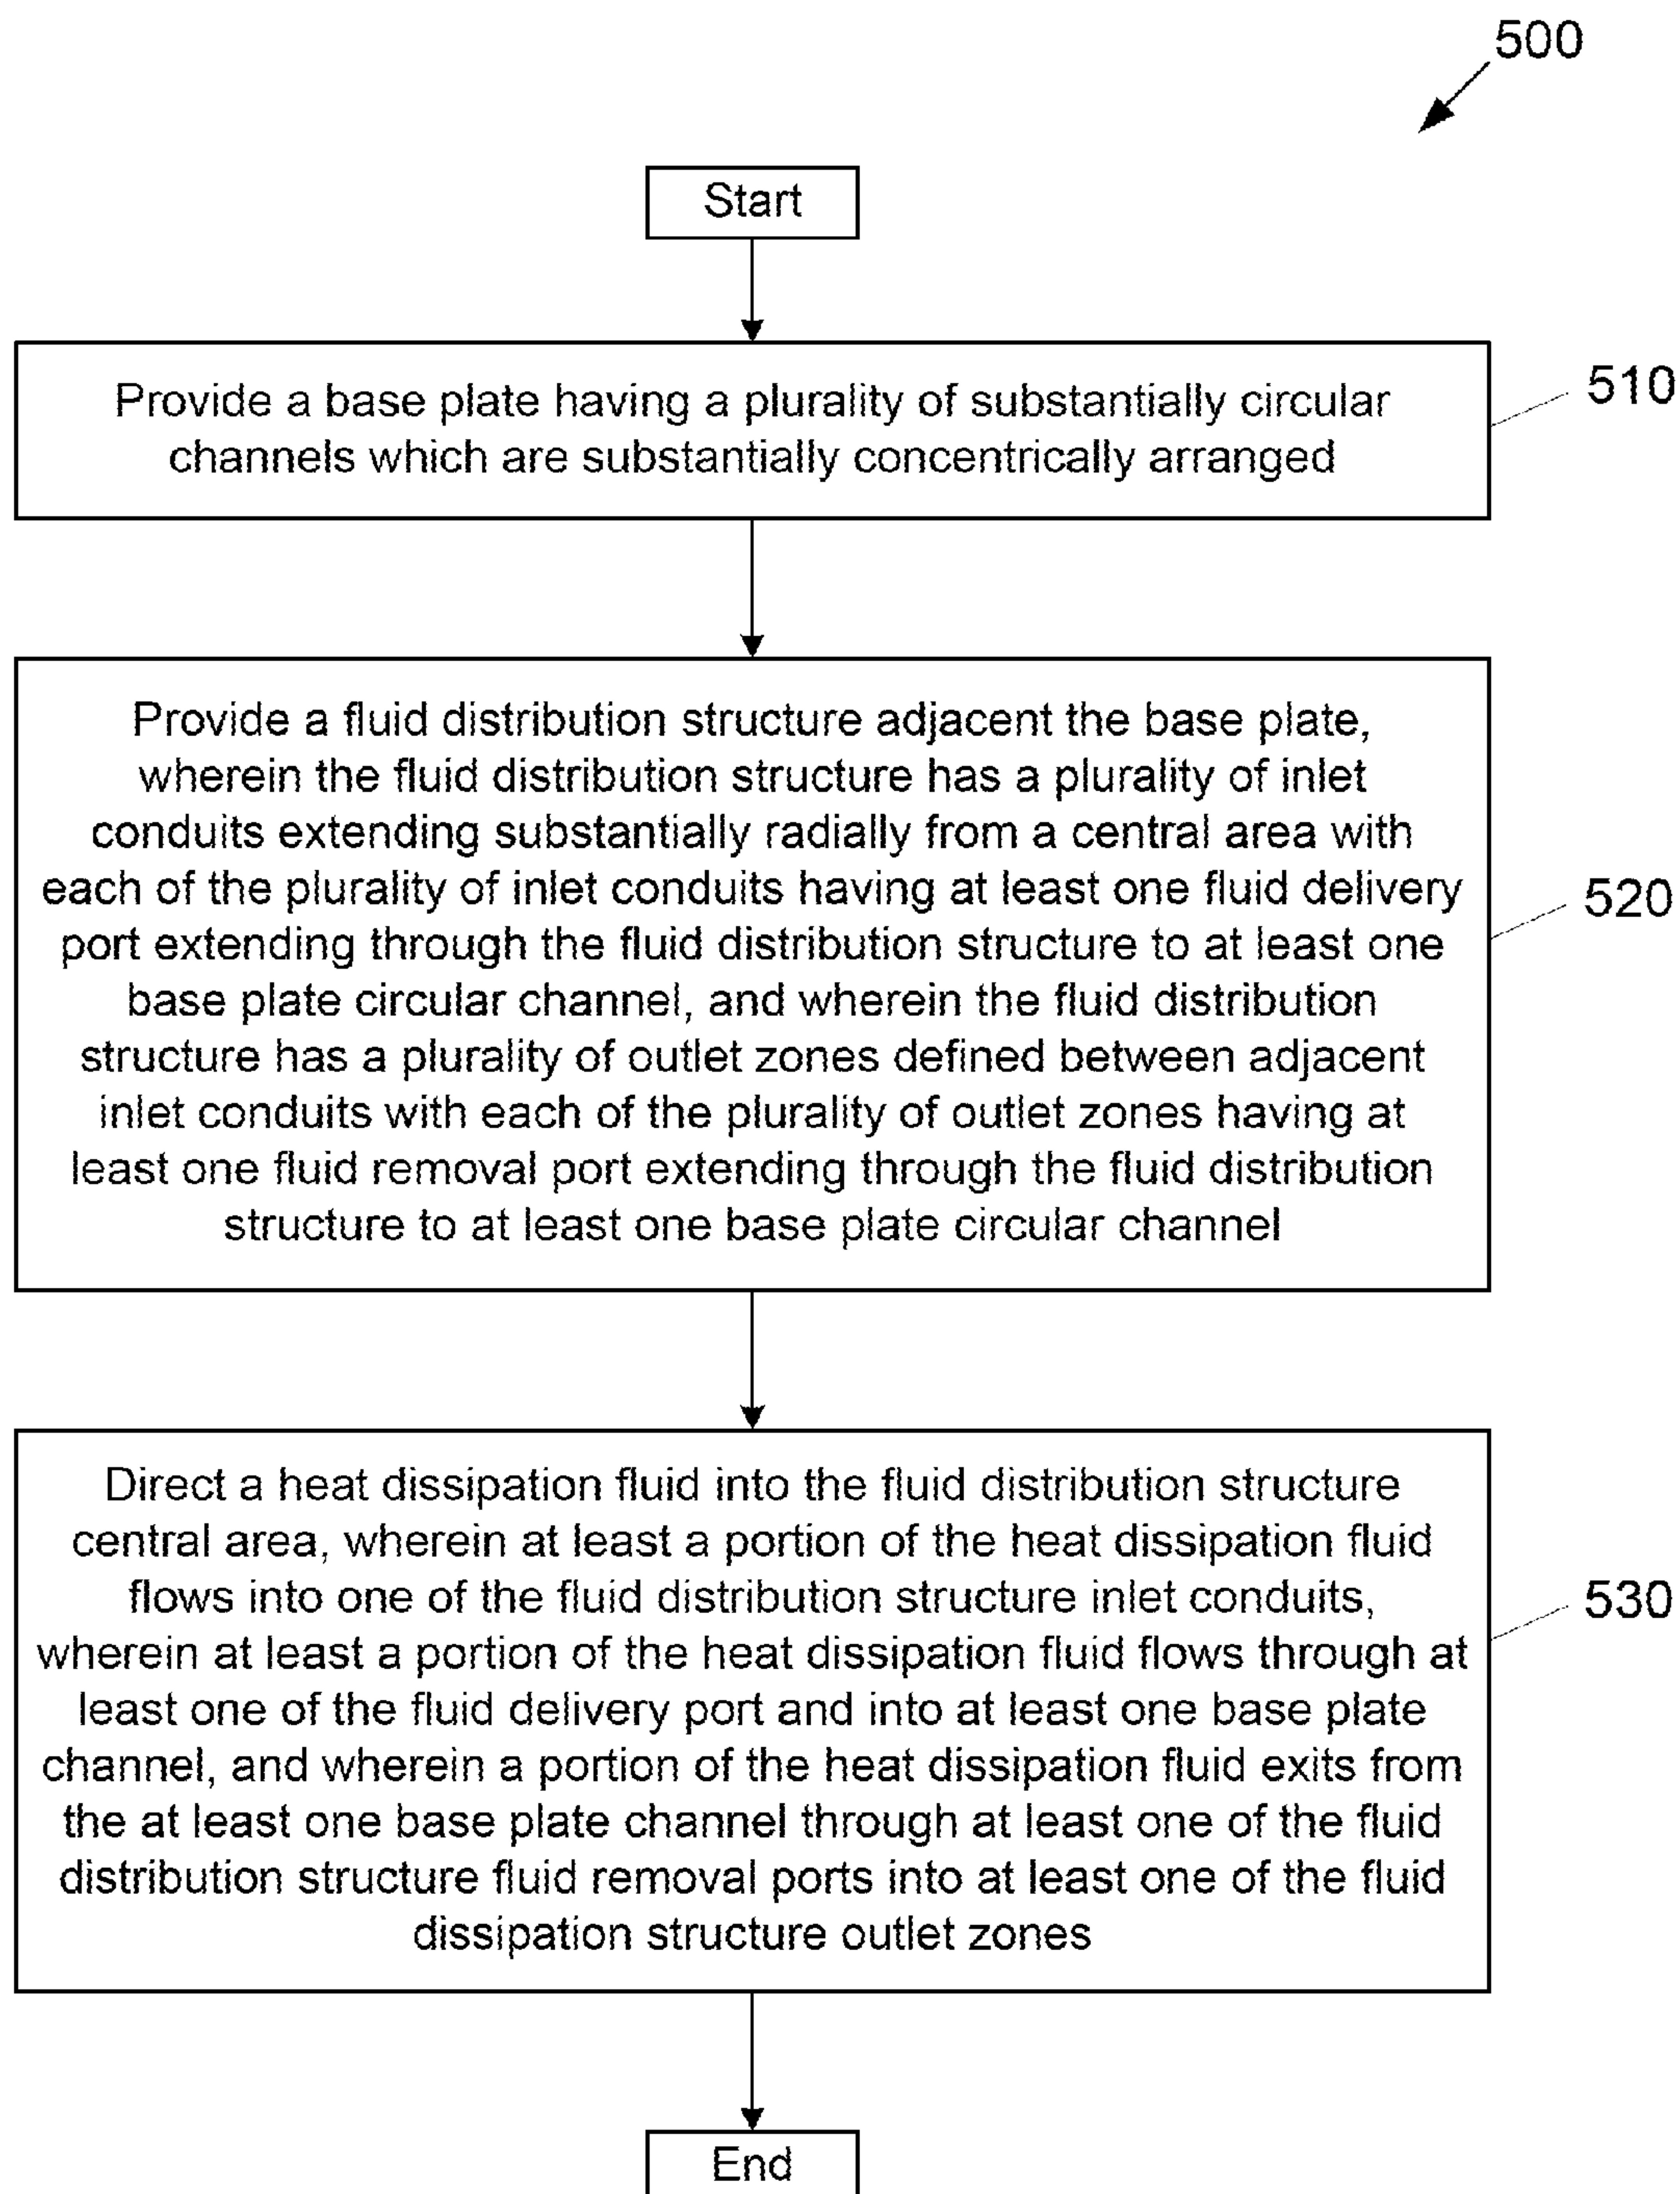 500
Start
Provide a base plate having a plurality of substantially circular
channels which are substantially concentrically arranged
510
Provide a fluid distribution structure adjacent the base plate,
wherein the fluid distribution structure has a plurality of inlet
conduits extending substantially radially from a central area with
each of the plurality of inlet conduits having at least one fluid delivery
port extending through the fluid distribution structure to at least one
base plate circular channel, and wherein the fluid distribution
structure has a plurality of outlet zones defined between adjacent
inlet conduits with each of the plurality of outlet zones having at
least one fluid removal port extending through the fluid distribution
structure to at least one base plate circular channel
520
Direct a heat dissipation fluid into the fluid distribution structure
central area, wherein at least a portion of the heat dissipation fluid
flows into one of the fluid distribution structure inlet conduits,
wherein at least a portion of the heat dissipation fluid flows through at
least one of the fluid delivery port and into at least one base plate
channel, and wherein a portion of the heat dissipation fluid exits from
the at least one base plate channel through at least one of the fluid
distribution structure fluid removal ports into at least one of the fluid
dissipation structure outlet zones
530
End